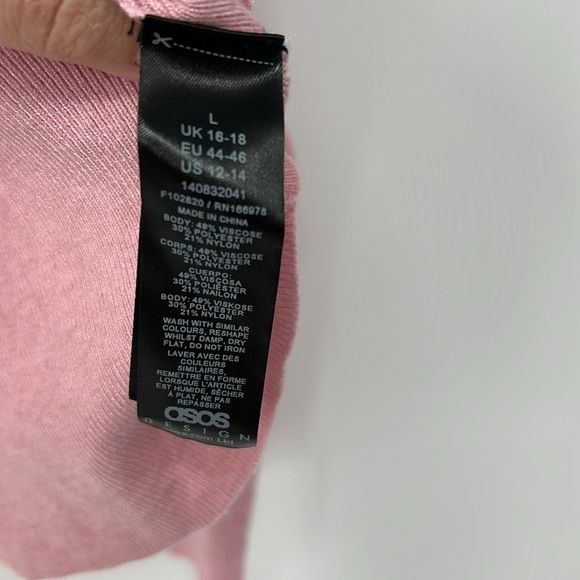 L
UK 16-18
EU 44-46
US 12-14
140832041
F102820 / RN166978
MADE IN CHINA
BODY: 49% VISCOSE
30% POLYESTER
21% NYLON
CORPS: 49% VISCOSE
30% POLYESTER
21% NYLON
CUERPO:
49% VISCOSA
30% POLIÉSTER
21% NAILON
BODY: 49% VISKOSE
30% POLYESTER
21% NYLON
WASH WITH SIMILAR
COLOURS, RESHAPE
WHILST DAMP, DRY
FLAT, DO NOT IRON
LAVER AVEC DES
COULEURS
SIMILAIRES,
REMETTRE EN FORME
LORSQUE L'ARTICLE
EST HUMIDE, SÉCHER
À PLAT, NE PAS
REPASSER
asos
DESIGN
.com Ltd